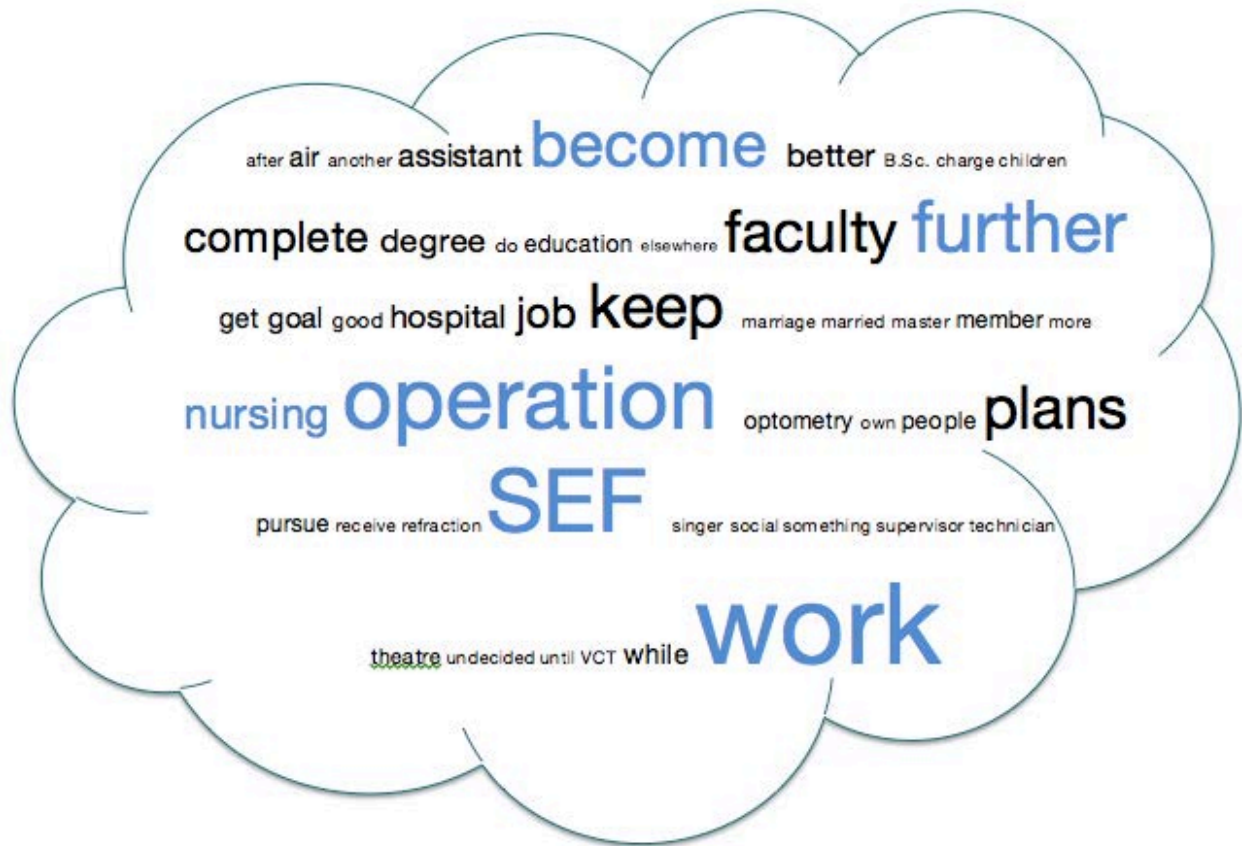 after air another assistant become better B.Sc. charge children
complete degree do education elsewhere faculty further
get goal good hospital job keep marriage married master member more
nursing operation optometry own people plans
pursue receive refraction SEF singer social something supervisor technician
theatre undecided until VCT while work